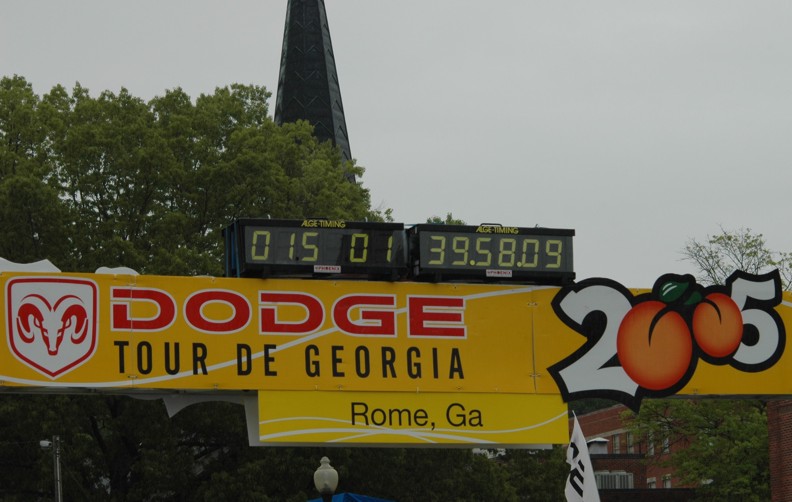 ALGE-TIMING ALGE-TIMING
015 01 39.58.09
DODGE
TOUR DE GEORGIA
2005
Rome, Ga